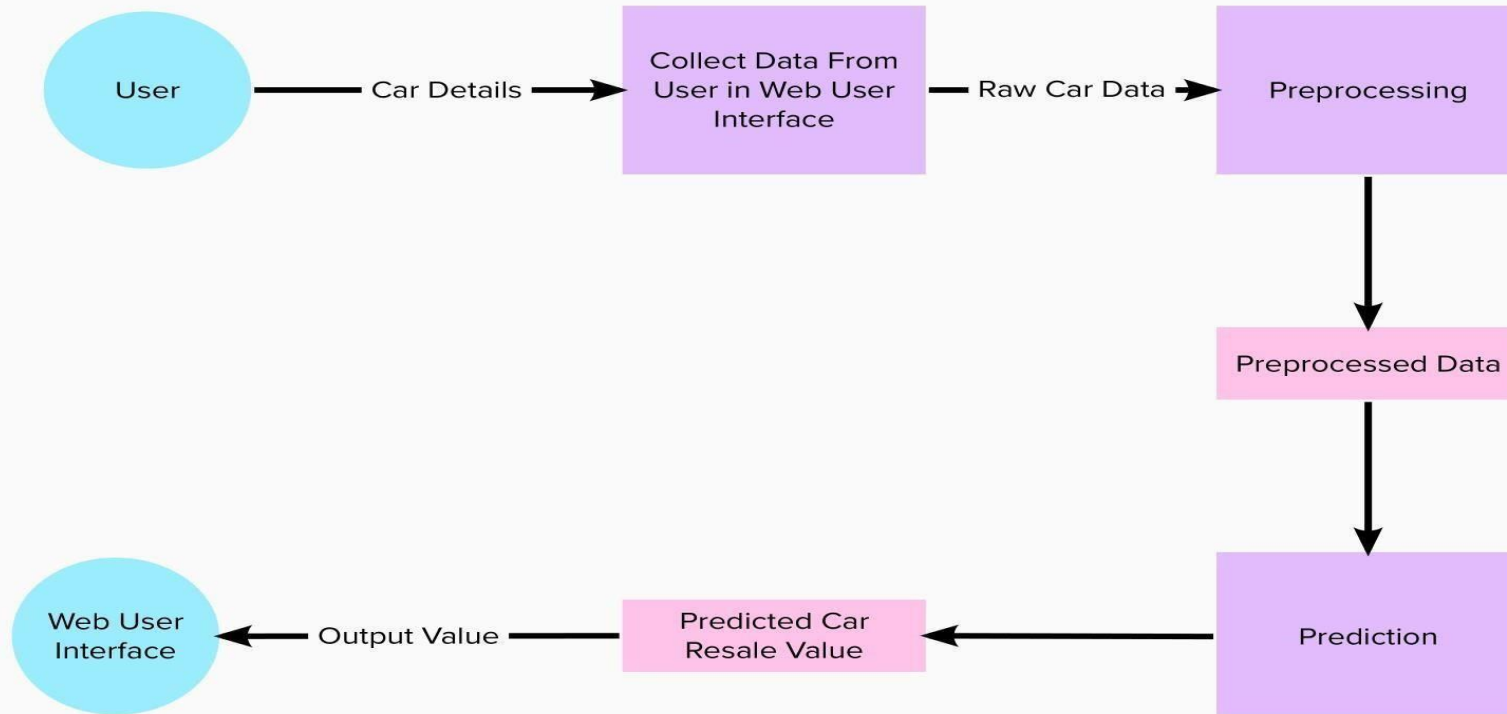 User
Car Details
Collect Data From
User in Web User
Interface
Raw Car Data
Preprocessing
Preprocessed Data
Prediction
Predicted Car
Resale Value
Output Value
Web User
Interface